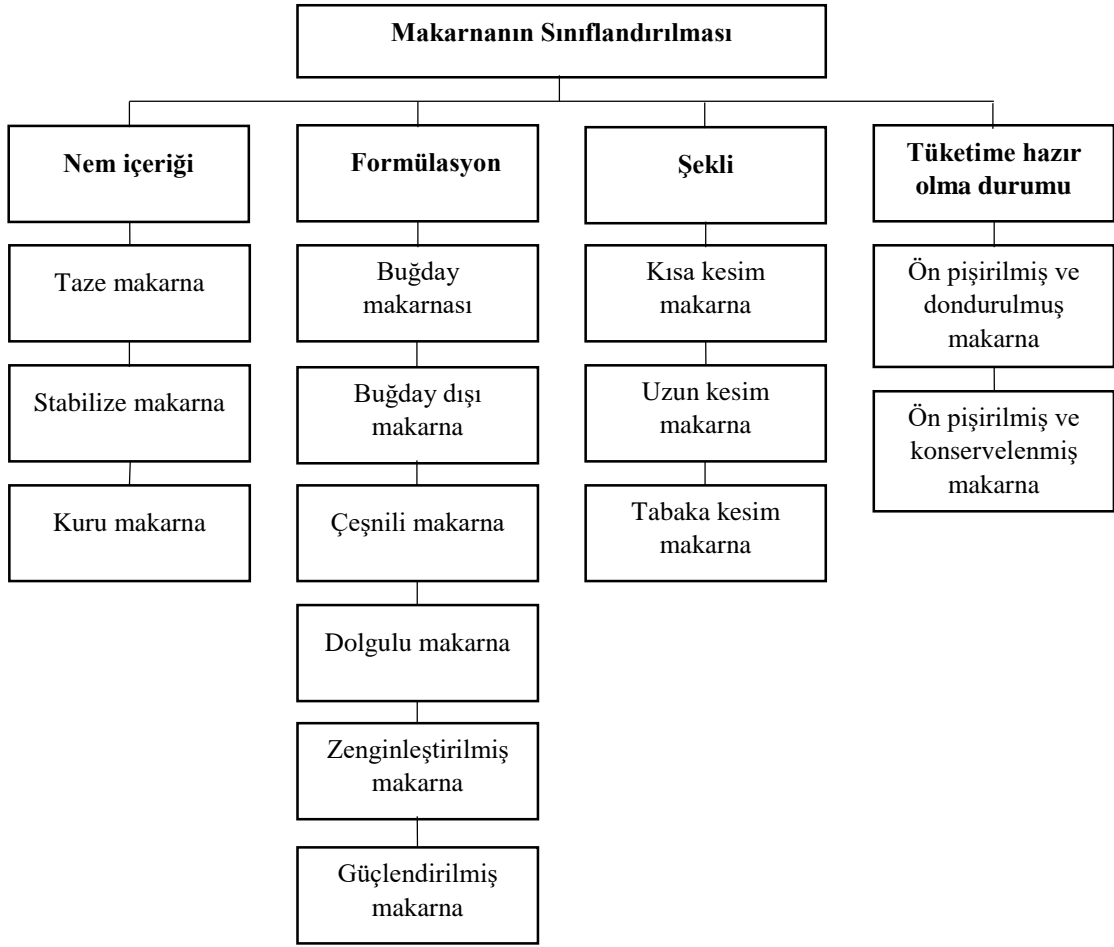 Makarnanın Sınıflandırılması
Nem içeriği
Taze makarna
Stabilize makarna
Kuru makarna
Formülasyon
Buğday
makarnası
Buğday dışı
makarna
Çeşnili makarna
Dolgulu makarna
Zenginleştirilmiş
makarna
Güçlendirilmiş
makarna
Şekli
Kısa kesim
makarna
Uzun kesim
makarna
Tabaka kesim
makarna
Tüketime hazır
olma durumu
Ön pişirilmiş ve
dondurulmuş
makarna
Ön pişirilmiş ve
konservelenmiş
makarna